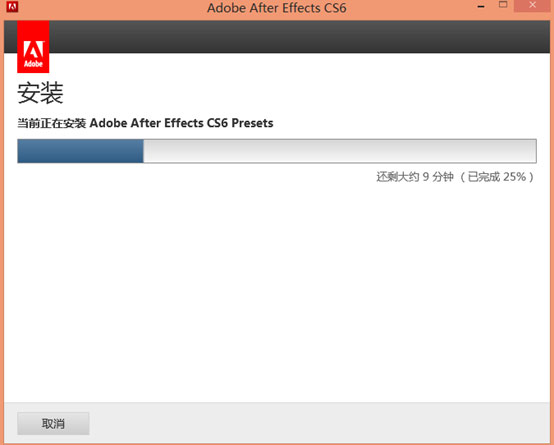 Adobe After Effects CS6
Adobe
安装
当前正在安装 Adobe After Effects CS6 Presets
还剩大约 9 分钟 （已完成 25%）
取消